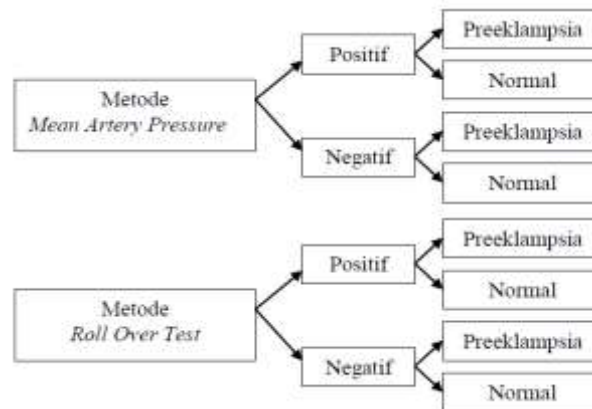 Metode
Mean Artery Pressure
Positif
Preeklampsia
Normal
Negatif
Preeklampsia
Normal
Metode
Roll Over Test
Positif
Preeklampsia
Normal
Negatif
Preeklampsia
Normal